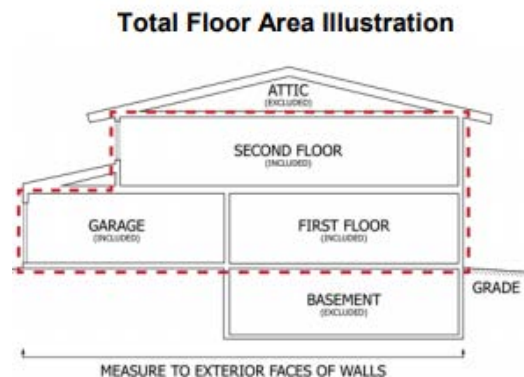 Total Floor Area Illustration
ATTIC
(EXCLUDED)
SECOND FLOOR
(INCLUDED)
GARAGE
(INCLUDED)
FIRST FLOOR
(INCLUDED)
GRADE
BASEMENT
(EXCLUDED)
MEASURE TO EXTERIOR FACES OF WALLS